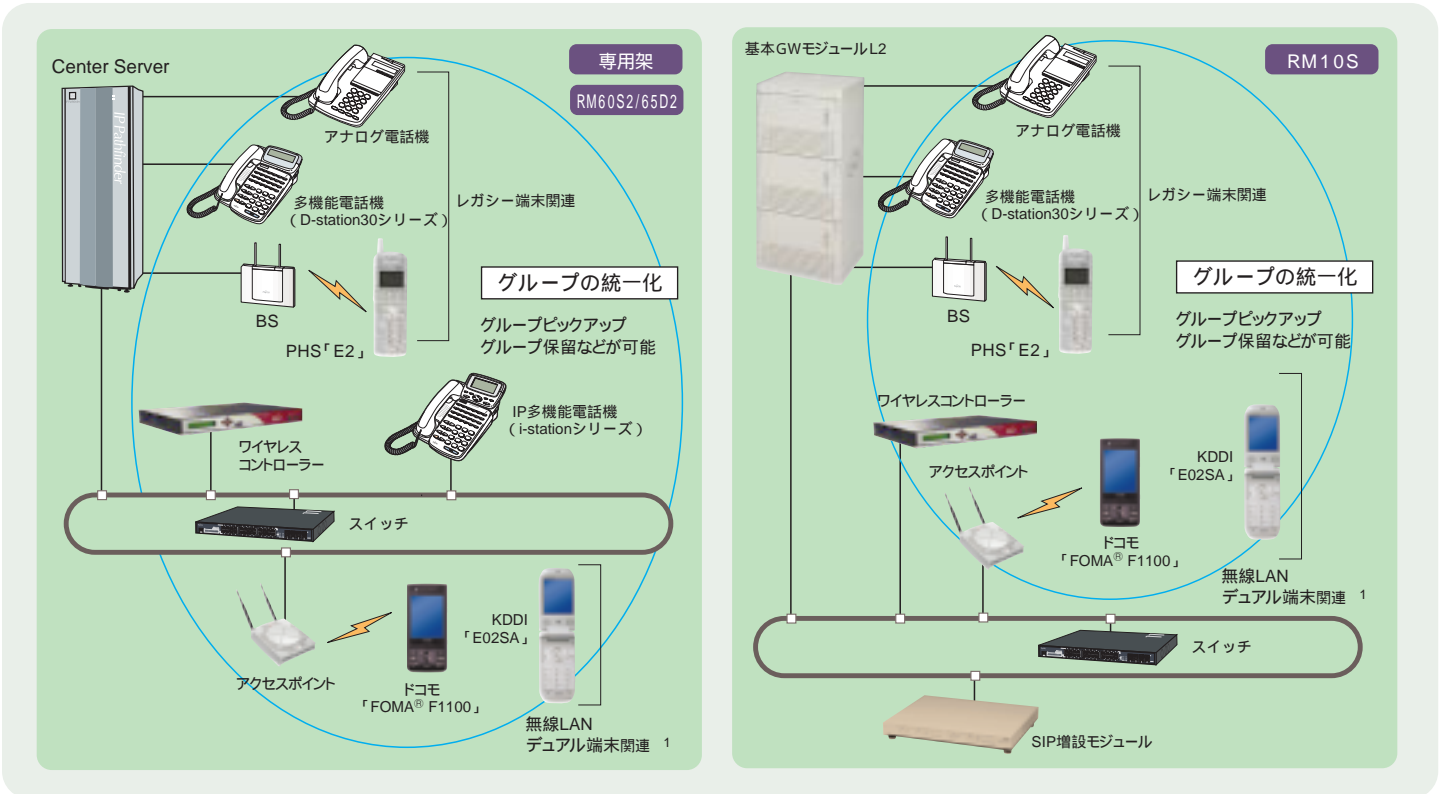 Center Server
専用架
RM60S2/65D2
IP Pathfinder
アナログ電話機
多機能電話機
（D-station30シリーズ）
レガシー端末関連
BS
PHS「E2」
グループの統一化
グループピックアップ
グループ保留などが可能
IP多機能電話機
（i-stationシリーズ）
ワイヤレス
コントローラー
スイッチ
アクセスポイント
ドコモ
「FOMA® F1100」
KDDI
「E02SA」
無線LAN
デュアル端末関連 1
基本GWモジュールL2
RM10S
アナログ電話機
多機能電話機
（D-station30シリーズ）
レガシー端末関連
BS
PHS「E2」
グループの統一化
グループピックアップ
グループ保留などが可能
ワイヤレスコントローラー
アクセスポイント
ドコモ
「FOMA® F1100」
KDDI
「E02SA」
無線LAN
デュアル端末関連 1
スイッチ
SIP増設モジュール